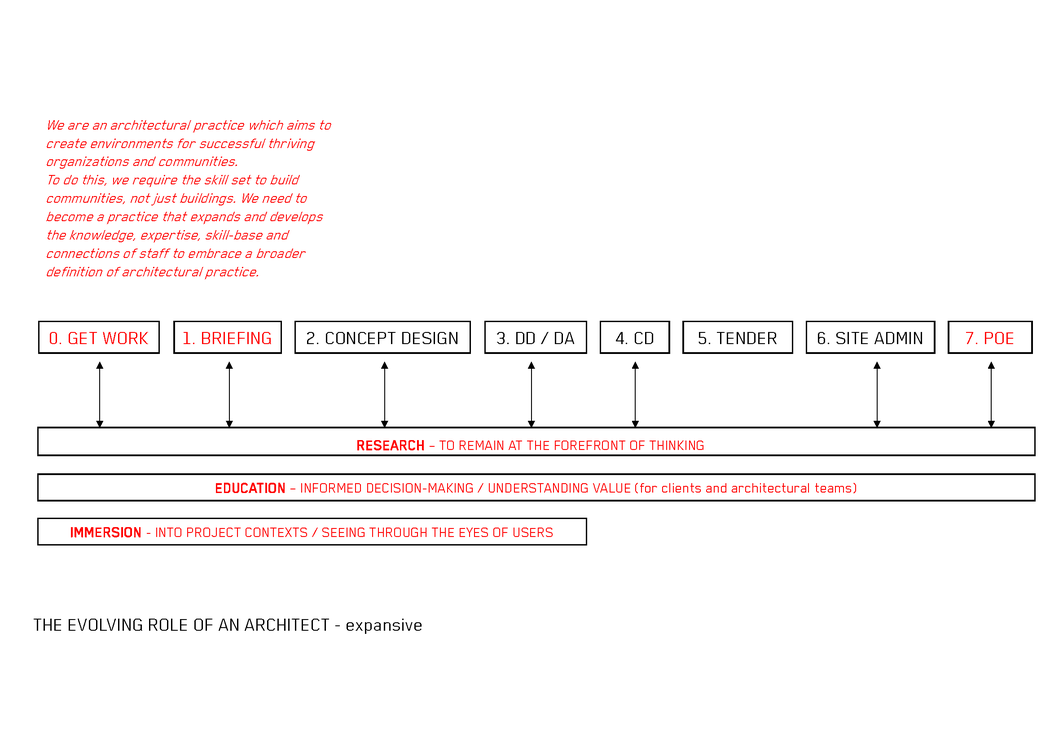 We are an architectural practice which aims to
create environments for successful thriving
organizations and communities.
To do this, we require the skill set to build
communities, not just buildings. We need to
become a practice that expands and develops
the knowledge, expertise, skill-base and
connections of staff to embrace a broader
definition of architectural practice.
0. GET WORK
1. BRIEFING
2. CONCEPT DESIGN
3. DD / DA
4. CD
5. TENDER
6. SITE ADMIN
7. POE
RESEARCH – TO REMAIN AT THE FOREFRONT OF THINKING
EDUCATION – INFORMED DECISION-MAKING / UNDERSTANDING VALUE (for clients and architectural teams)
IMMERSION - INTO PROJECT CONTEXTS / SEEING THROUGH THE EYES OF USERS
THE EVOLVING ROLE OF AN ARCHITECT - expansive